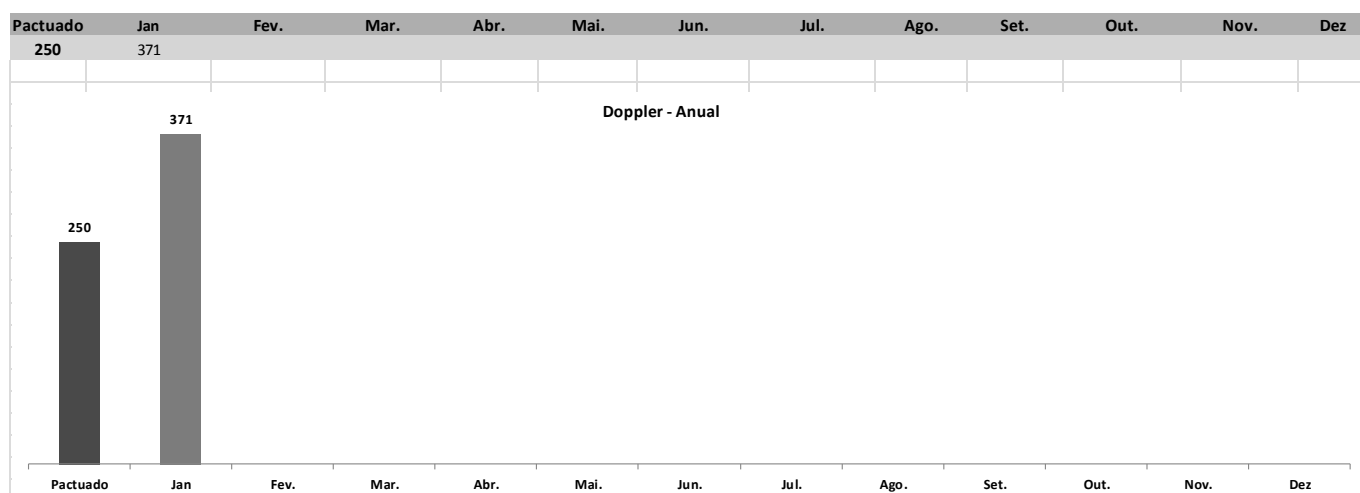 Pactuado Jan Fev. Mar. Abr. Mai. Jun. Jul. Ago. Set. Out. Nov. Dez
250 371
Doppler - Anual
371
250
Pactuado Jan Fev. Mar. Abr. Mai. Jun. Jul. Ago. Set. Out. Nov. Dez